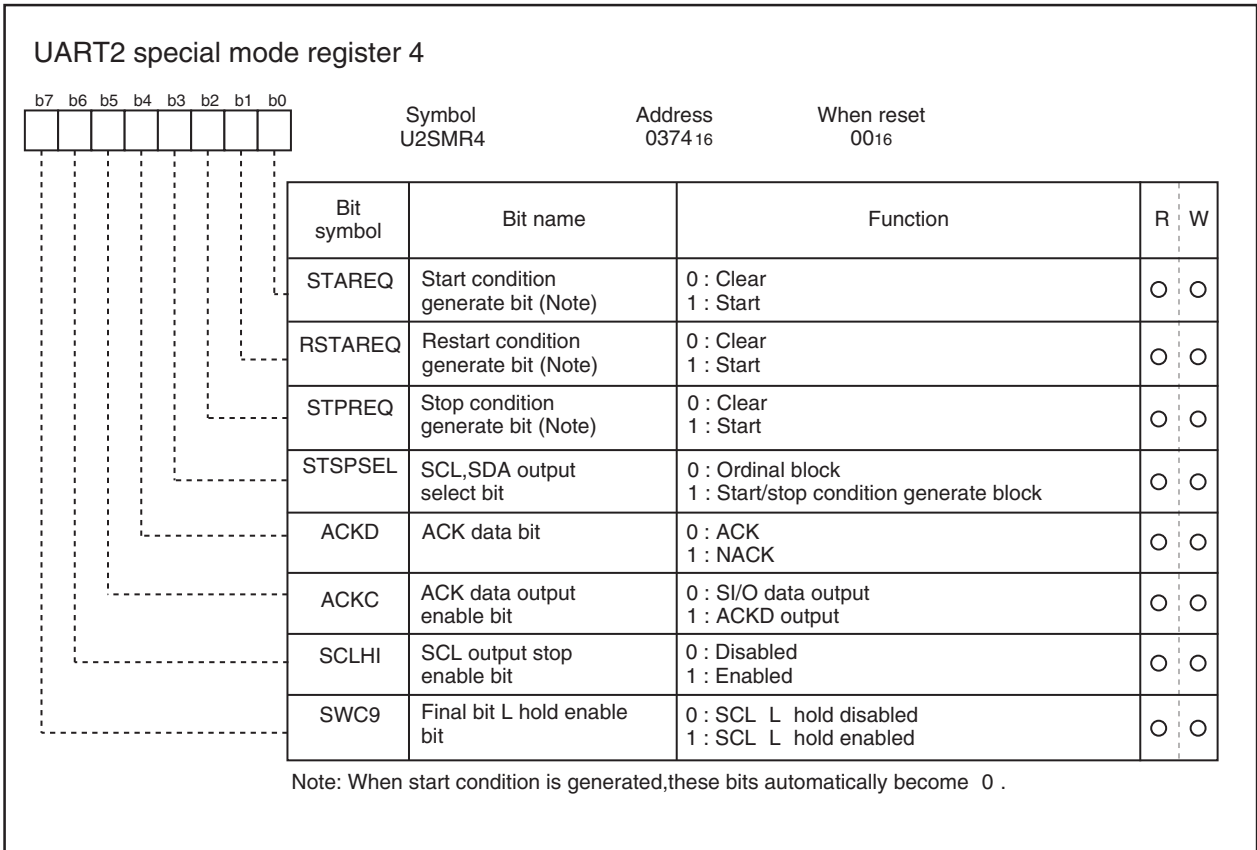 UART2 special mode register 4
b7 b6 b5 b4 b3 b2 b1 b0
Symbol Address When reset
U2SMR4 037416 0016
Bit symbol Bit name Function R W
STAREQ Start condition generate bit (Note) 0 : Clear
1 : Start
RSTAREQ Restart condition generate bit (Note) 0 : Clear
1 : Start
STPREQ Stop condition generate bit (Note) 0 : Clear
1 : Start
STSPSEL SCL,SDA output select bit 0 : Ordinal block
1 : Start/stop condition generate block
ACKD ACK data bit 0 : ACK
1 : NACK
ACKC ACK data output enable bit 0 : SI/O data output
1 : ACKD output
SCLHI SCL output stop enable bit 0 : Disabled
1 : Enabled
SWC9 Final bit L hold enable bit 0 : SCL L hold disabled
1 : SCL L hold enabled
Note: When start condition is generated,these bits automatically become 0 .